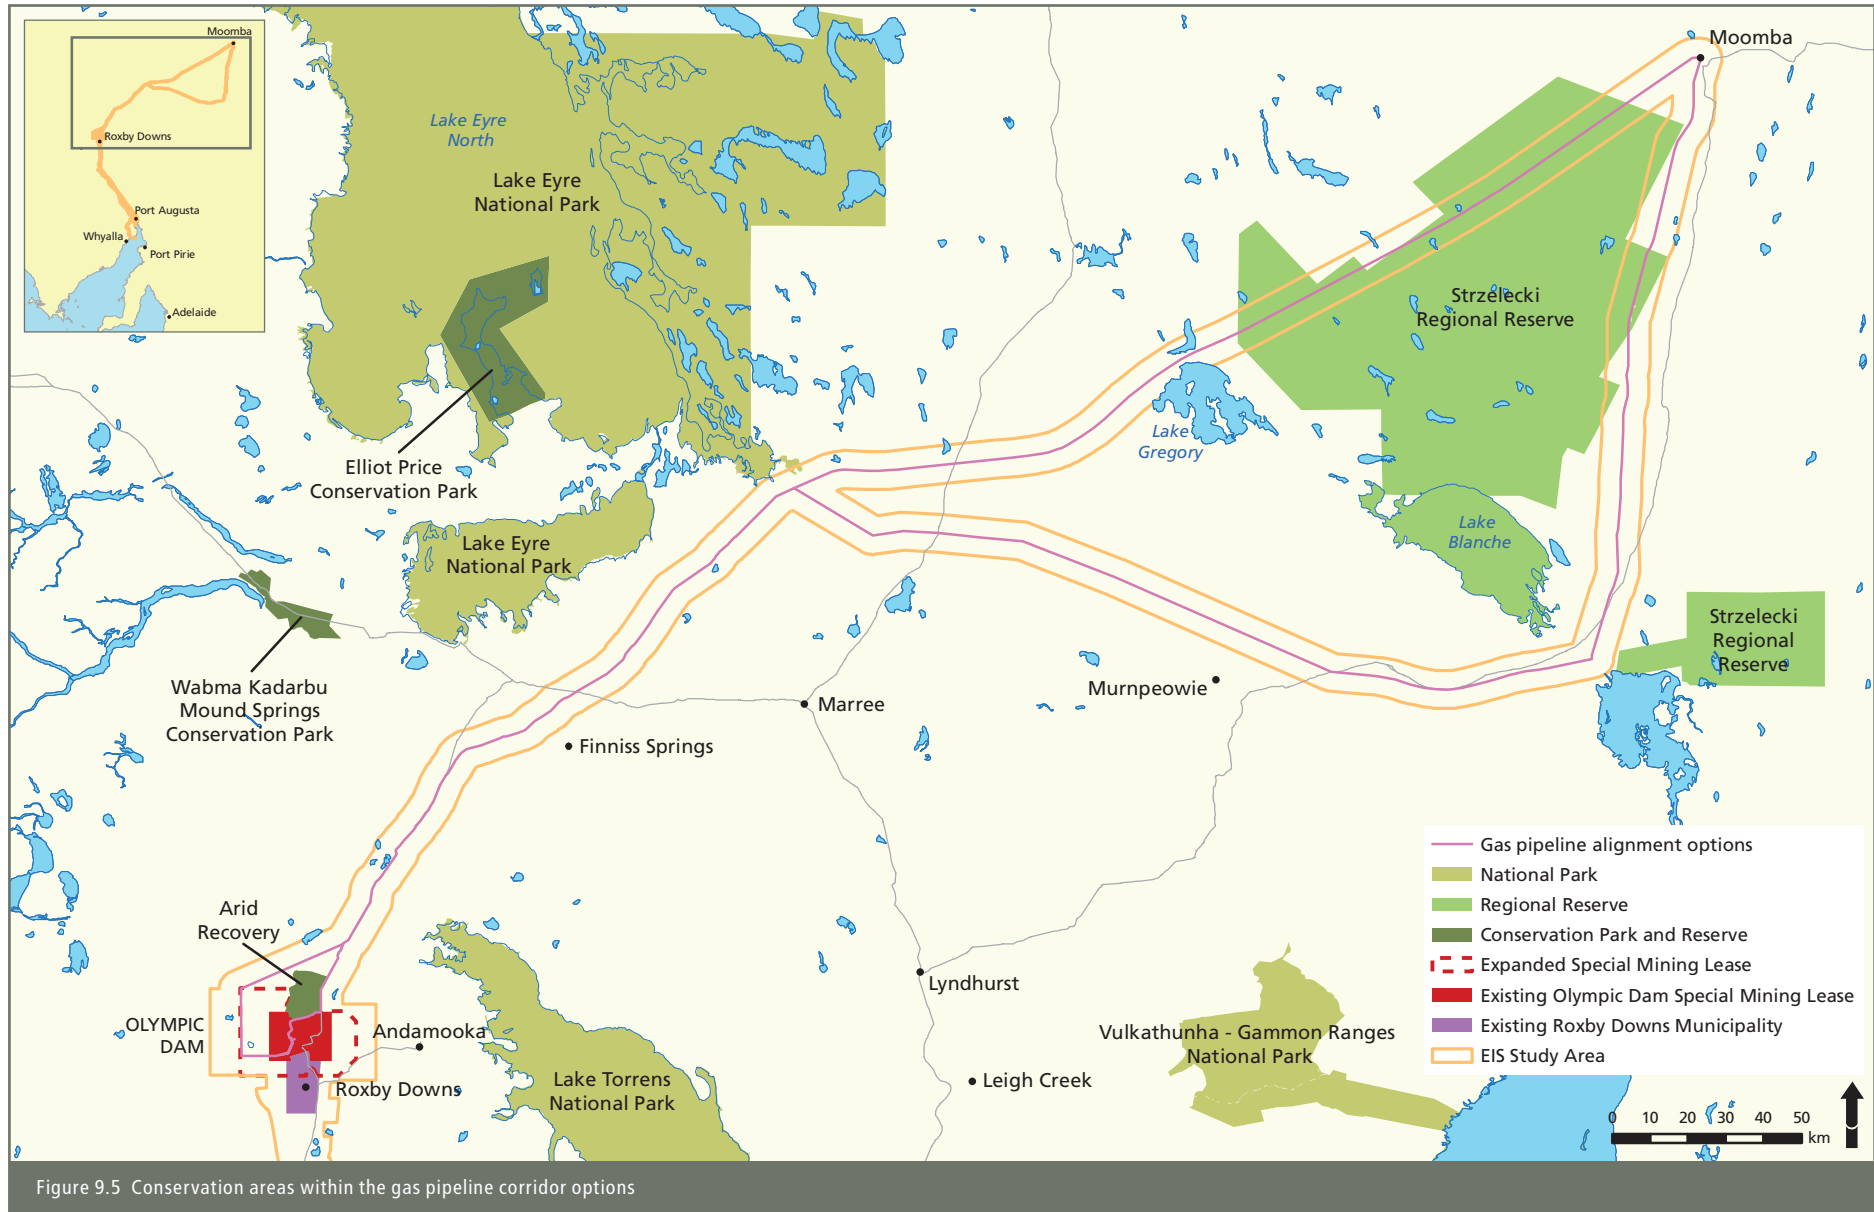 Moomba
Roxby Downs
Port Augusta
Whyalla
Port Pirie
Adelaide
Moomba
Lake Eyre
North
Lake Eyre
National Park
Strzelecki
Regional Reserve
Lake
Gregory
Elliot Price
Conservation Park
Lake Eyre
National Park
Lake
Blanche
Strzelecki
Regional
Reserve
Wabma Kadarbu
Mound Springs
Conservation Park
Murnpeowie
Marree
Finniss Springs
Arid
Recovery
OLYMPIC
DAM
Andamooka
Roxby Downs
Lake Torrens
National Park
Lyndhurst
Leigh Creek
Vulkathunha - Gammon Ranges
National Park
Gas pipeline alignment options
National Park
Regional Reserve
Conservation Park and Reserve
Expanded Special Mining Lease
Existing Olympic Dam Special Mining Lease
Existing Roxby Downs Municipality
EIS Study Area
0 10 20 30 40 50
km
Figure 9.5 Conservation areas within the gas pipeline corridor options